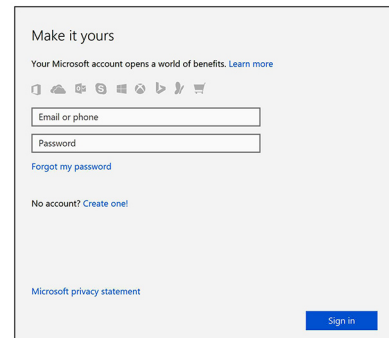 Make it yours
Your Microsoft account opens a world of benefits. Learn more
Email or phone
Password
Forgot my password
No account? Create one!
Microsoft privacy statement
Sign in